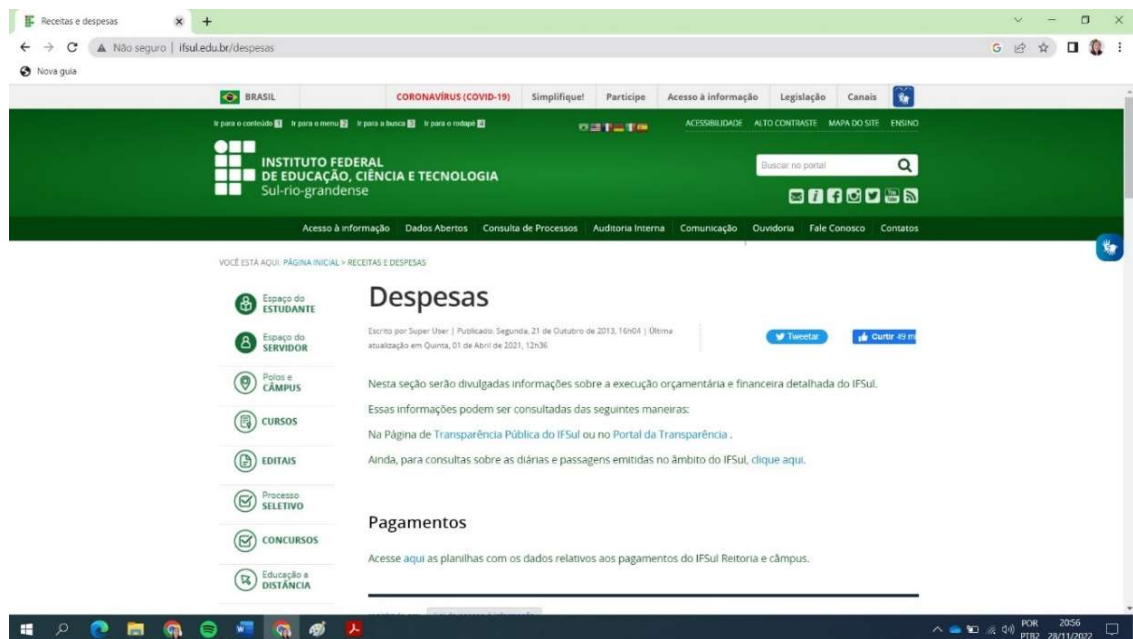 Receitas e despesas
Não seguro | ifsul.edu.br/despesas
Nova guia
BRASIL CORONAVÍRUS (COVID-19) Simplifique! Participe Acesso à informação Legislação Canais
Ir para o conteúdo 1 Ir para o menu 2 Ir para a busca 3 Ir para o rodapé 4 ACESSIBILIDADE ALTO CONTRASTE MAPA DO SITE ENSINO
INSTITUTO FEDERAL
DE EDUCAÇÃO, CIÊNCIA E TECNOLOGIA
Sul-rio-grandense
Buscar no portal
Acesso à informação Dados Abertos Consulta de Processos Auditoria Interna Comunicação Ouvidoria Fale Conosco Contatos
VOCÊ ESTÁ AQUI: PÁGINA INICIAL > RECEITAS E DESPESAS
Espaço do
ESTUDANTE
Espaço do
SERVIDOR
Polos e
CÂMPUS
CURSOS
EDITAIS
Processo
SELETIVO
CONCURSOS
Educação a
DISTÂNCIA
Despesas
Escrito por Super User | Publicado: Segunda, 21 de Outubro de 2013, 16h04 | Última
atualização em Quinta, 01 de Abril de 2021, 12h36
Tweetar
Curtir 49 m
Nesta seção serão divulgadas informações sobre a execução orçamentária e financeira detalhada do IFSul.
Essas informações podem ser consultadas das seguintes maneiras:
Na Página de Transparência Pública do IFSul ou no Portal da Transparência .
Ainda, para consultas sobre as diárias e passagens emitidas no âmbito do IFSul, clique aqui.
Pagamentos
Acesse aqui as planilhas com os dados relativos aos pagamentos do IFSul Reitoria e câmpus.
POR 20:56
PTB2 28/11/2022